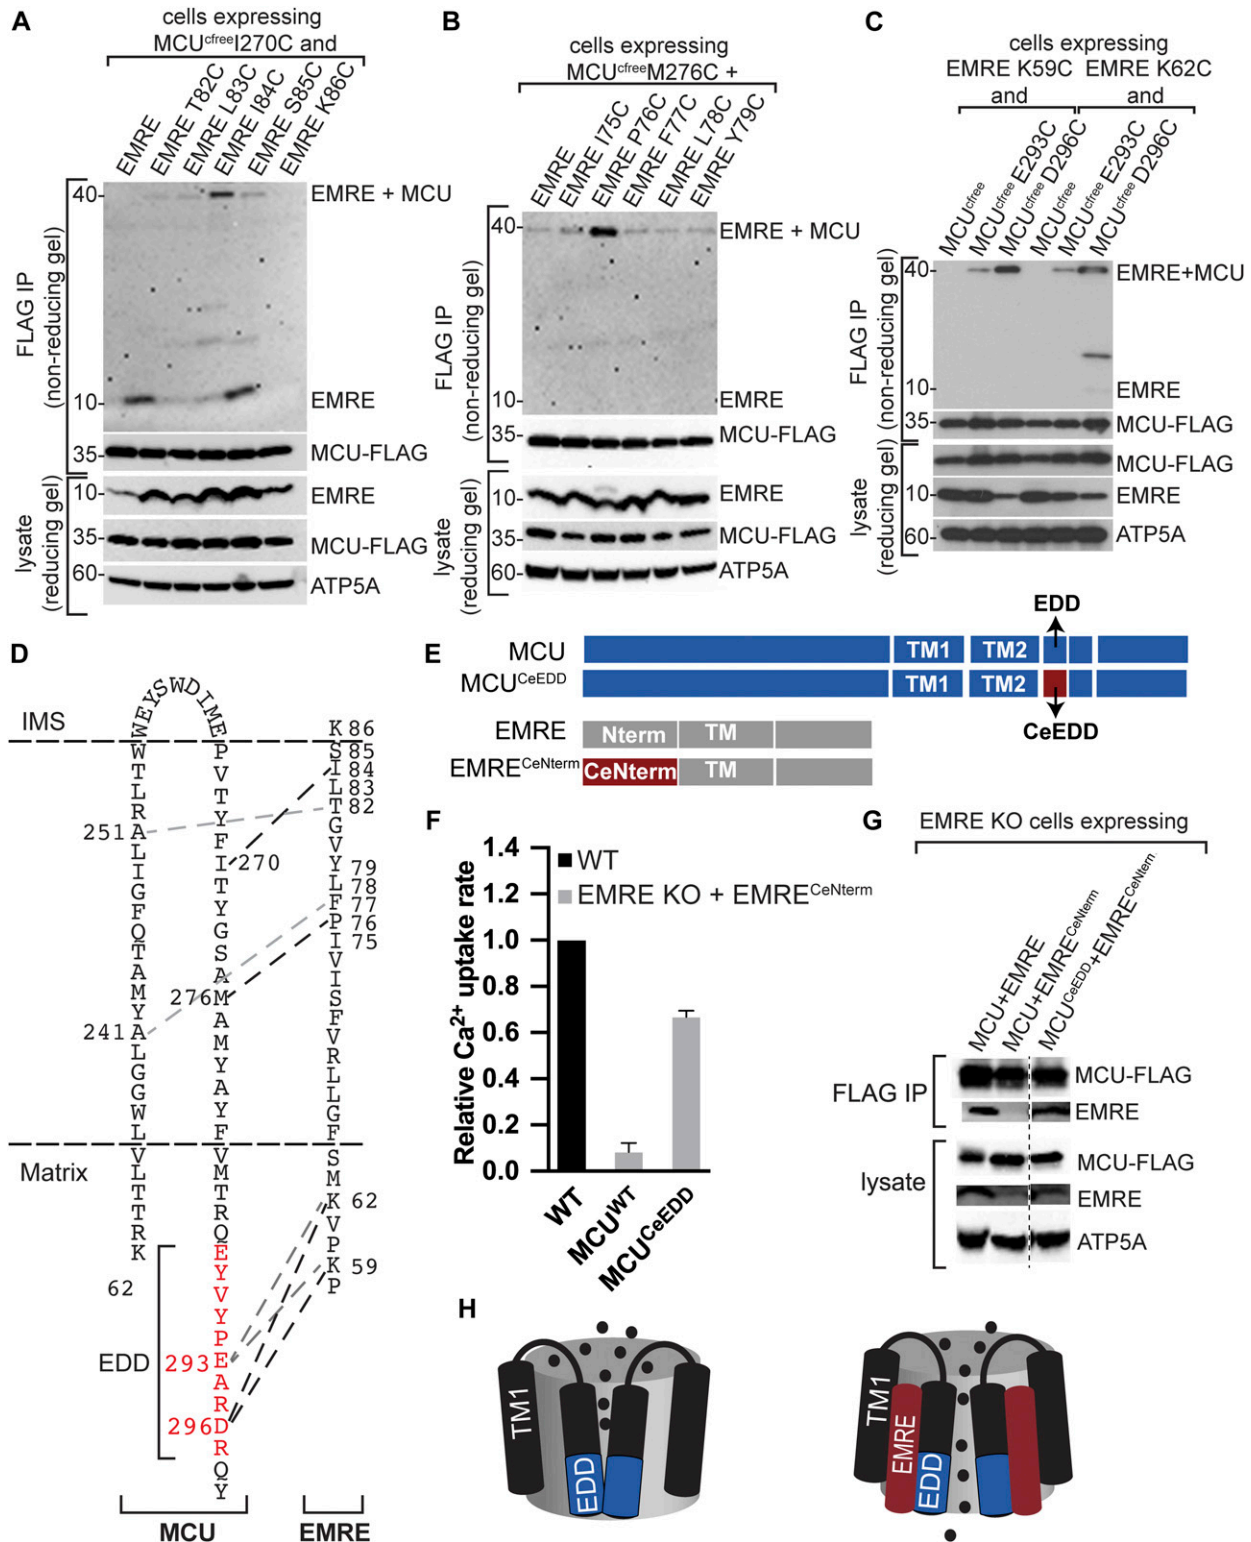 A
cells expressing
MCUcfreeI270C and
EMRE
EMRE T82C
EMRE L83C
EMRE I84C
EMRE S85C
EMRE K86C
FLAG IP
(non-reducing gel)
40-
EMRE + MCU
10-
EMRE
35-
MCU-FLAG
lysate
(reducing gel)
10-
EMRE
35-
MCU-FLAG
60-
ATP5A
B
cells expressing
MCUcfreeM276C +
EMRE
EMRE I75C
EMRE P76C
EMRE F77C
EMRE L78C
EMRE Y79C
FLAG IP
(non-reducing gel)
40-
EMRE + MCU
10-
EMRE
35-
MCU-FLAG
lysate
(reducing gel)
10-
EMRE
35-
MCU-FLAG
60-
ATP5A
C
cells expressing
EMRE K59C EMRE K62C
and and
MCUcfree
MCUcfree E293C
MCUcfree D296C
MCUcfree
MCUcfree E293C
MCUcfree D296C
FLAG IP
(non-reducing gel)
40-
EMRE+MCU
10-
EMRE
35-
MCU-FLAG
lysate
(reducing gel)
MCU-FLAG
10-
EMRE
60-
ATP5A
D
IMS
Matrix
WEYSWDIME
W
T
L
R
A
L
I
G
F
Q
T
A
M
Y
A
L
G
G
W
L
V
L
T
T
R
K
251
241
62
P
V
T
Y
F
I
T
Y
G
S
A
M
A
M
Y
A
Y
F
V
M
T
R
Q
E
Y
V
Y
P
E
A
R
D
R
Q
Y
270
276
293
296
EDD
K 86
S 85
I 84
L 83
T 82
G
V
Y 79
L 78
F 77
P 76
I 75
V
I
S
F
V
R
L
L
G
F
S
M
K 62
V
P
K 59
P
MCU
EMRE
E
EDD
MCU
TM1 TM2
MCUCeEDD
TM1 TM2
CeEDD
EMRE
Nterm TM
EMRECeNterm
CeNterm TM
F
Relative Ca2+ uptake rate
1.4
1.2
1.0
0.8
0.6
0.4
0.2
0.0
WT
EMRE KO + EMRECeNterm
WT
MCUWT
MCUCeEDD
G
EMRE KO cells expressing
MCU+EMRE
MCU+EMRECeNterm
MCUCeEDD+EMRECeNterm
FLAG IP
MCU-FLAG
EMRE
lysate
MCU-FLAG
EMRE
ATP5A
H
TM1
EDD
TM1
EMRE
EDD